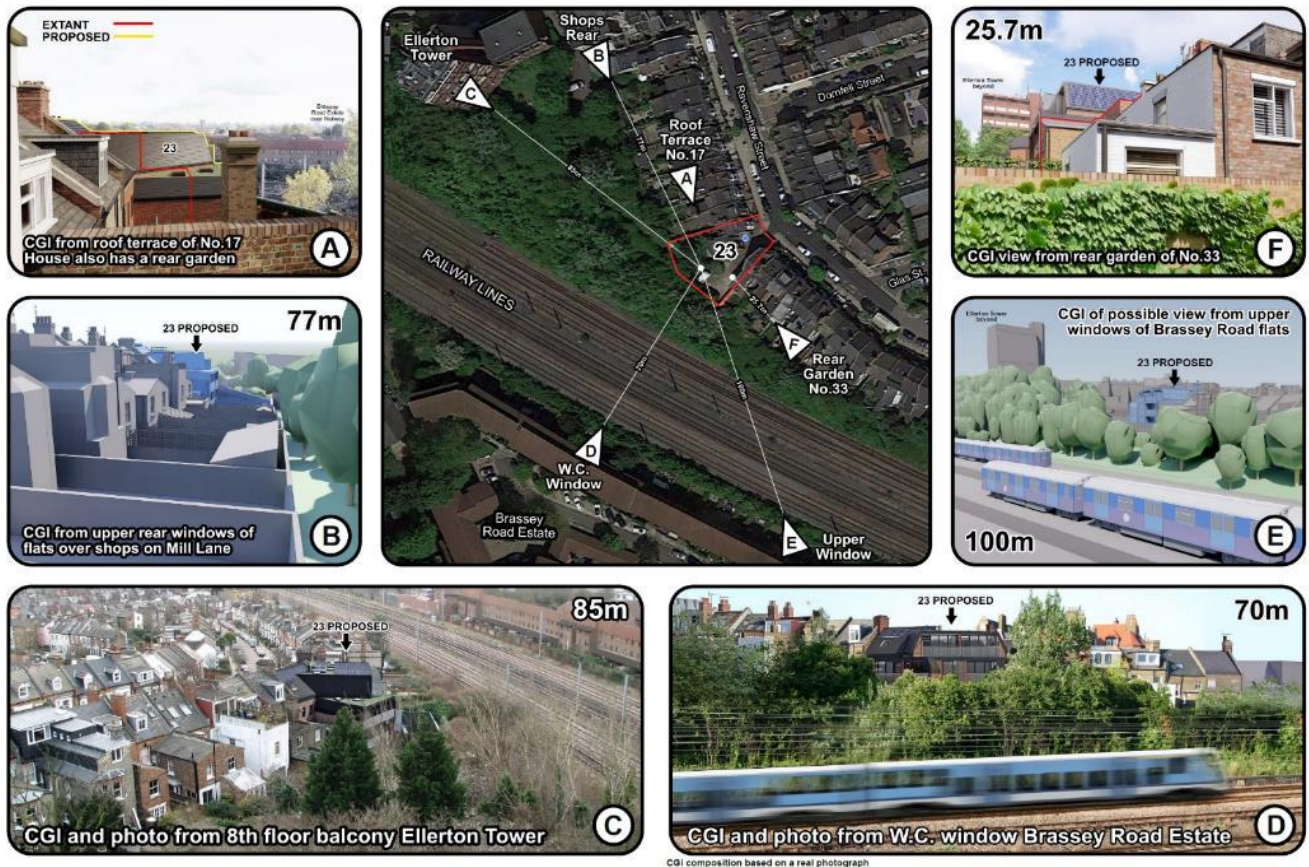 EXTANT
PROPOSED
Brassey
Road Estate
over Railway
23
CGI from roof terrace of No.17
House also has a rear garden
A
77m
23 PROPOSED
CGI from upper rear windows of
flats over shops on Mill Lane
B
Ellerton
Tower
C
Shops
Rear
B
77m
85m
Roof
Terrace
No.17
A
Ravenshaw Street
Dornfell Street
Glas St.
23
RAILWAY LINES
25.7m
F
Rear
Garden
No.33
70m
100m
D
W.C.
Window
Brassey
Road Estate
E
Upper
Window
25.7m
23 PROPOSED
Ellerton Tower
beyond
CGI view from rear garden of No.33
F
CGI of possible view from upper
windows of Brassey Road flats
Ellerton Tower
beyond
23 PROPOSED
100m
E
85m
23 PROPOSED
CGI and photo from 8th floor balcony Ellerton Tower
C
70m
23 PROPOSED
CGI and photo from W.C. window Brassey Road Estate
D
CGI composition based on a real photograph